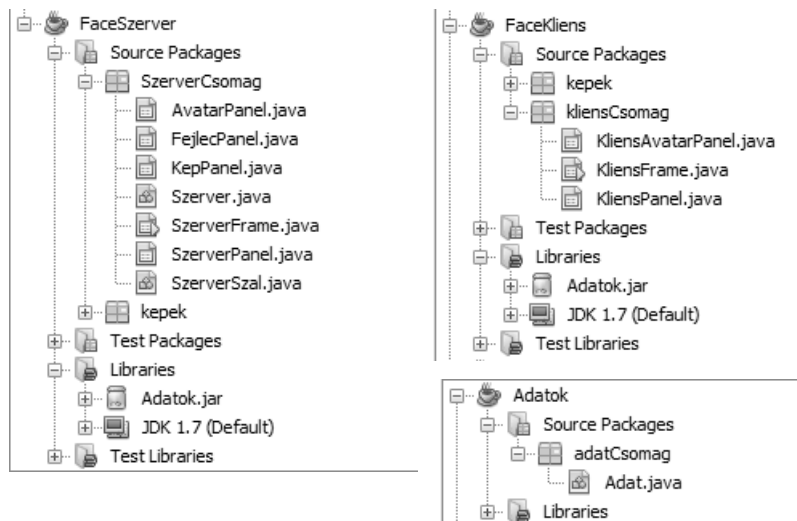 FaceSzerver
Source Packages
SzerverCsomag
AvatarPanel.java
FejlecPanel.java
KepPanel.java
Szerver.java
SzerverFrame.java
SzerverPanel.java
SzerverSzal.java
kepek
Test Packages
Libraries
Adatok.jar
JDK 1.7 (Default)
Test Libraries
FaceKliens
Source Packages
kepek
kliensCsomag
KliensAvatarPanel.java
KliensFrame.java
KliensPanel.java
Test Packages
Libraries
Adatok.jar
JDK 1.7 (Default)
Test Libraries
Adatok
Source Packages
adatCsomag
Adat.java
Libraries